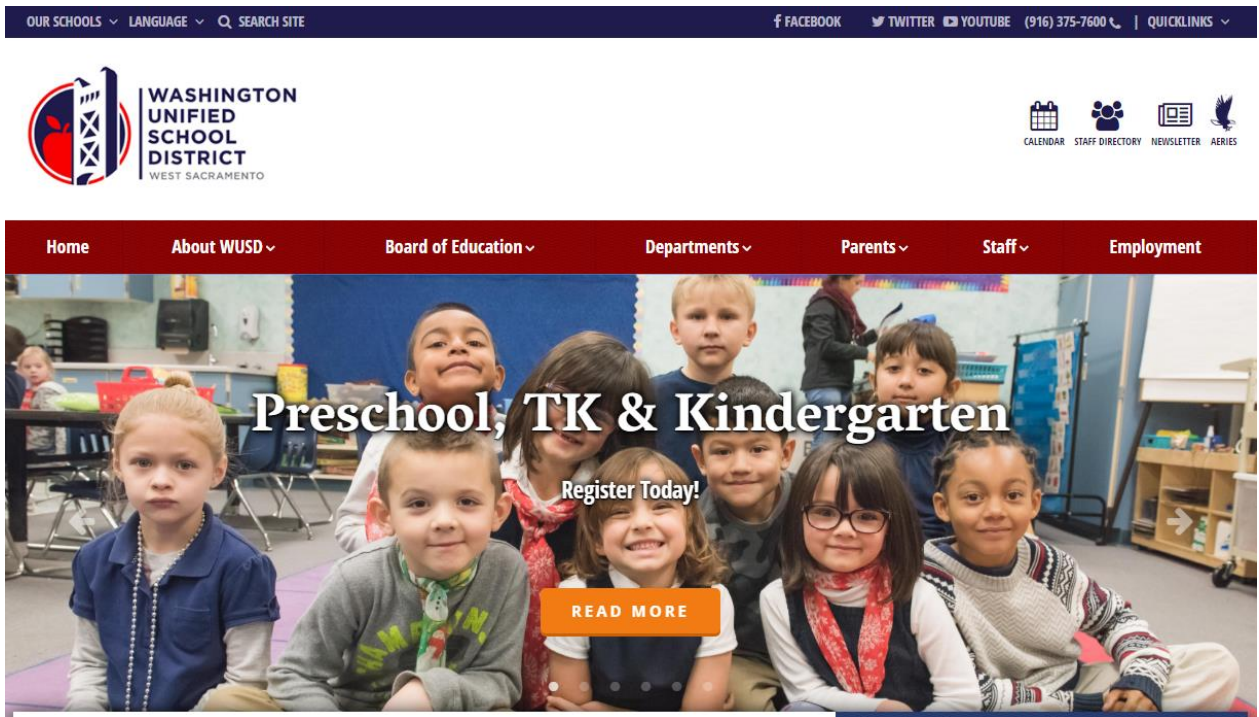 OUR SCHOOLS LANGUAGE SEARCH SITE FACEBOOK TWITTER YOUTUBE (916) 375-7600 | QUICKLINKS
WASHINGTON
UNIFIED
SCHOOL
DISTRICT
WEST SACRAMENTO
CALENDAR STAFF DIRECTORY NEWSLETTER AERIES
Home About WUSD Board of Education Departments Parents Staff Employment
Preschool, TK & Kindergarten
Register Today!
READ MORE